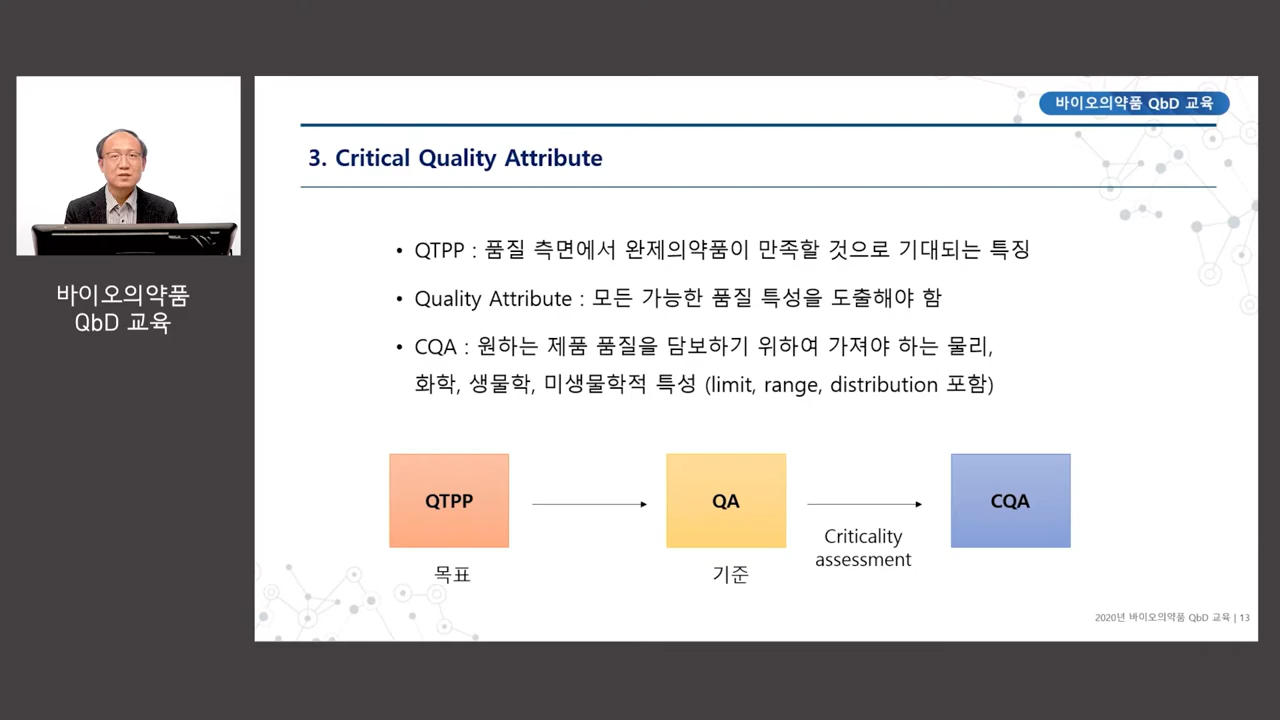 바이오의약품 QbD 교육
3. Critical Quality Attribute
바이오의약품
QbD 교육
• QTPP : 품질 측면에서 완제의약품이 만족할 것으로 기대되는 특징
• Quality Attribute : 모든 가능한 품질 특성을 도출해야 함
• CQA : 원하는 제품 품질을 담보하기 위하여 가져야 하는 물리,
화학, 생물학, 미생물학적 특성 (limit, range, distribution 포함)
QTPP
QA
CQA
Criticality
assessment
목표
기준
2020년 바이오의약품 QbD 교육 | 13